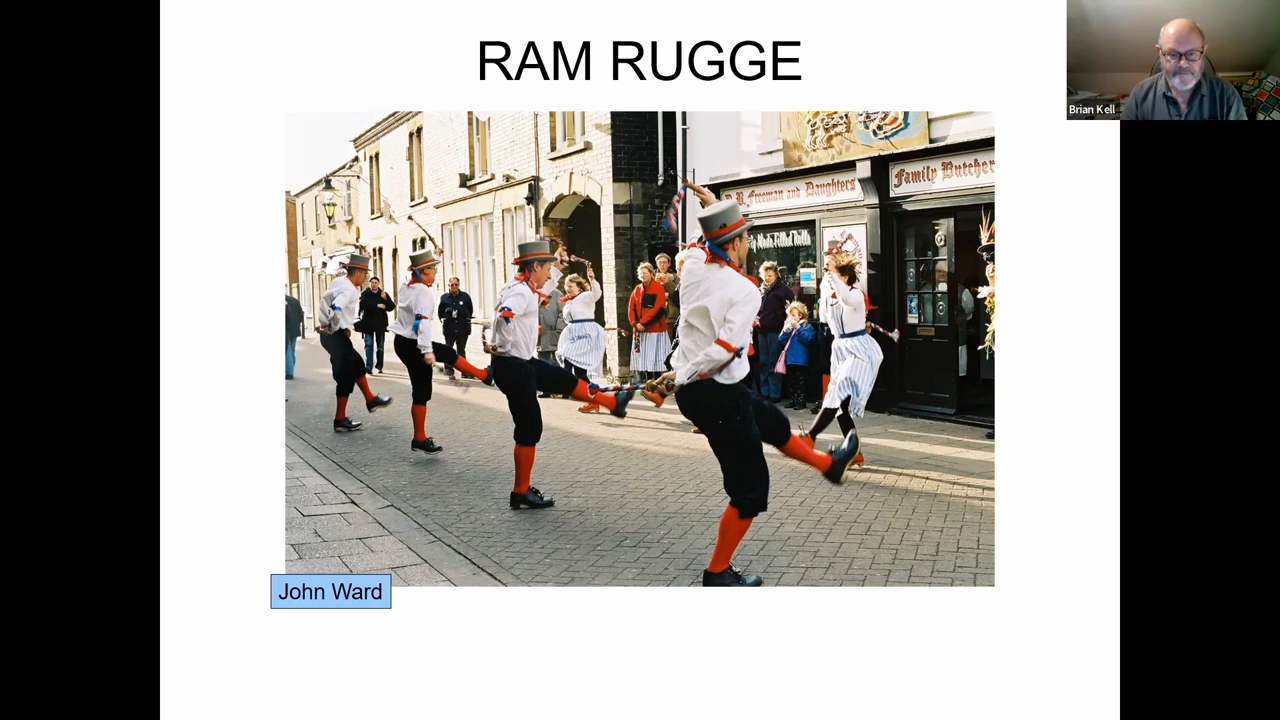 RAM RUGGE
Brian Kell
D.B. Freeman and Daughters
Family Butcher
John Ward